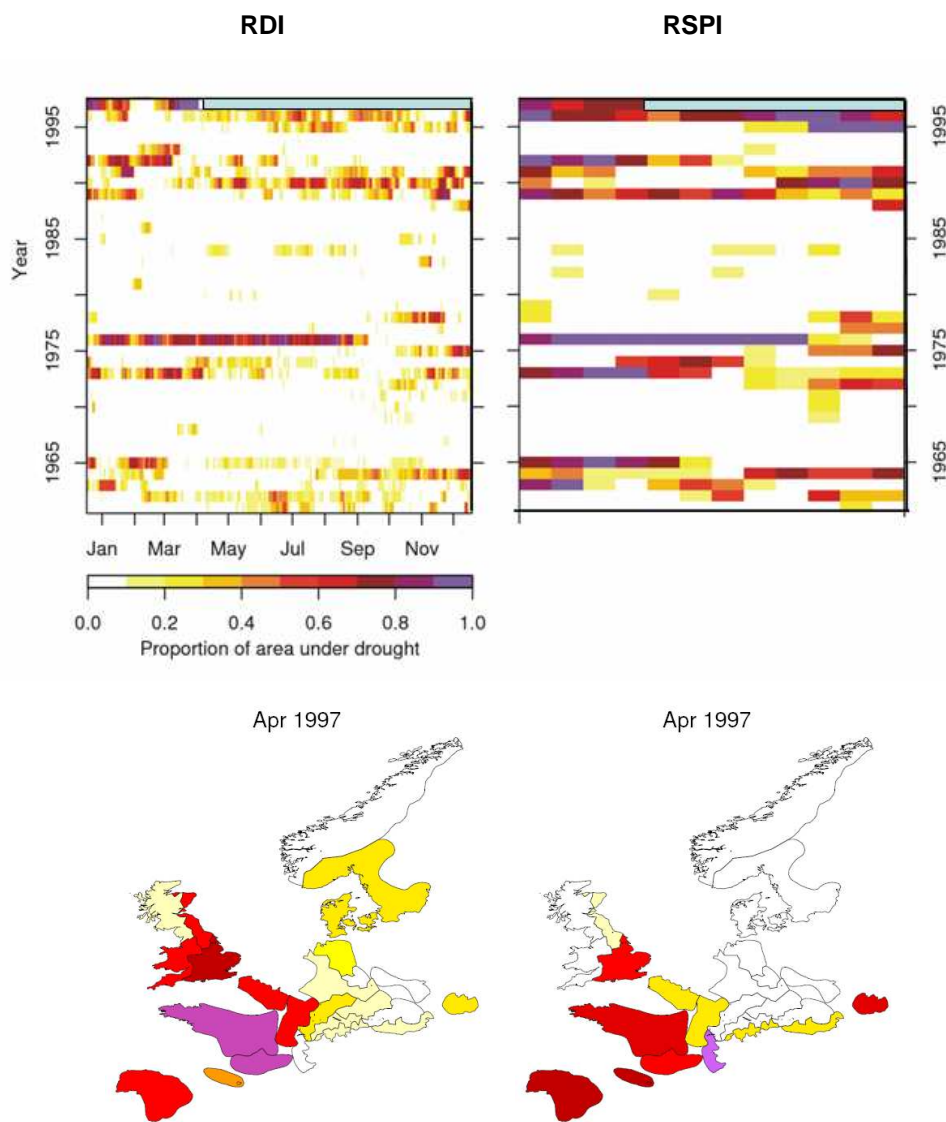 RDI RSPI
1995 1995
1985 1985
Year
1975 1975
1965 1965
Jan Mar May Jul Sep Nov
0.0 0.2 0.4 0.6 0.8 1.0
Proportion of area under drought
Apr 1997 Apr 1997